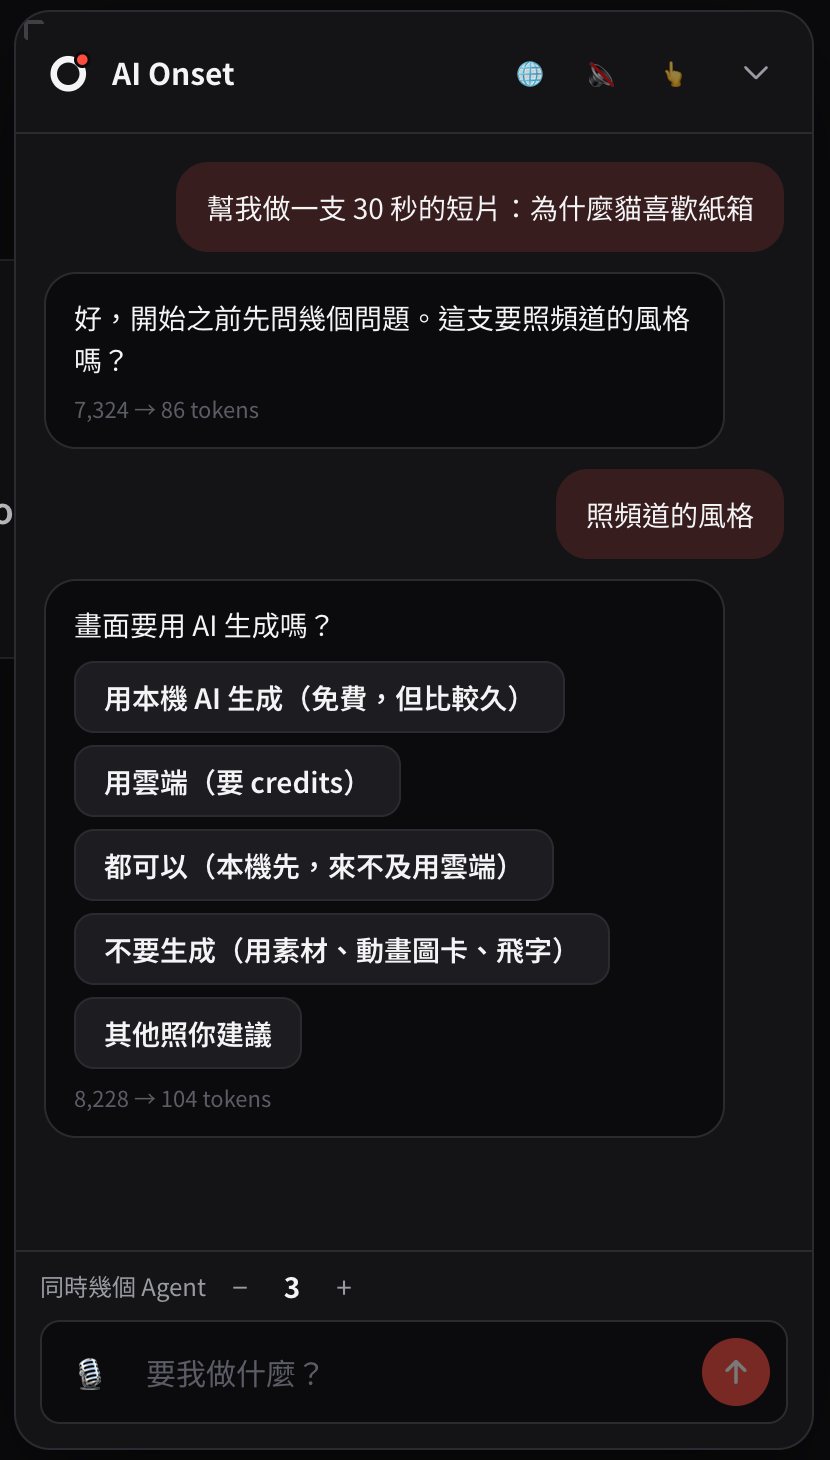 AI Onset
幫我做一支 30 秒的短片：為什麼貓喜歡紙箱
好，開始之前先問幾個問題。這支要照頻道的風格
嗎？
7,324 → 86 tokens
照頻道的風格
畫面要用 AI 生成嗎？
用本機 AI 生成（免費，但比較久）
用雲端（要 credits）
都可以（本機先，來不及用雲端）
不要生成（用素材、動畫圖卡、飛字）
其他照你建議
8,228 → 104 tokens
同時幾個 Agent − 3 +
要我做什麼？